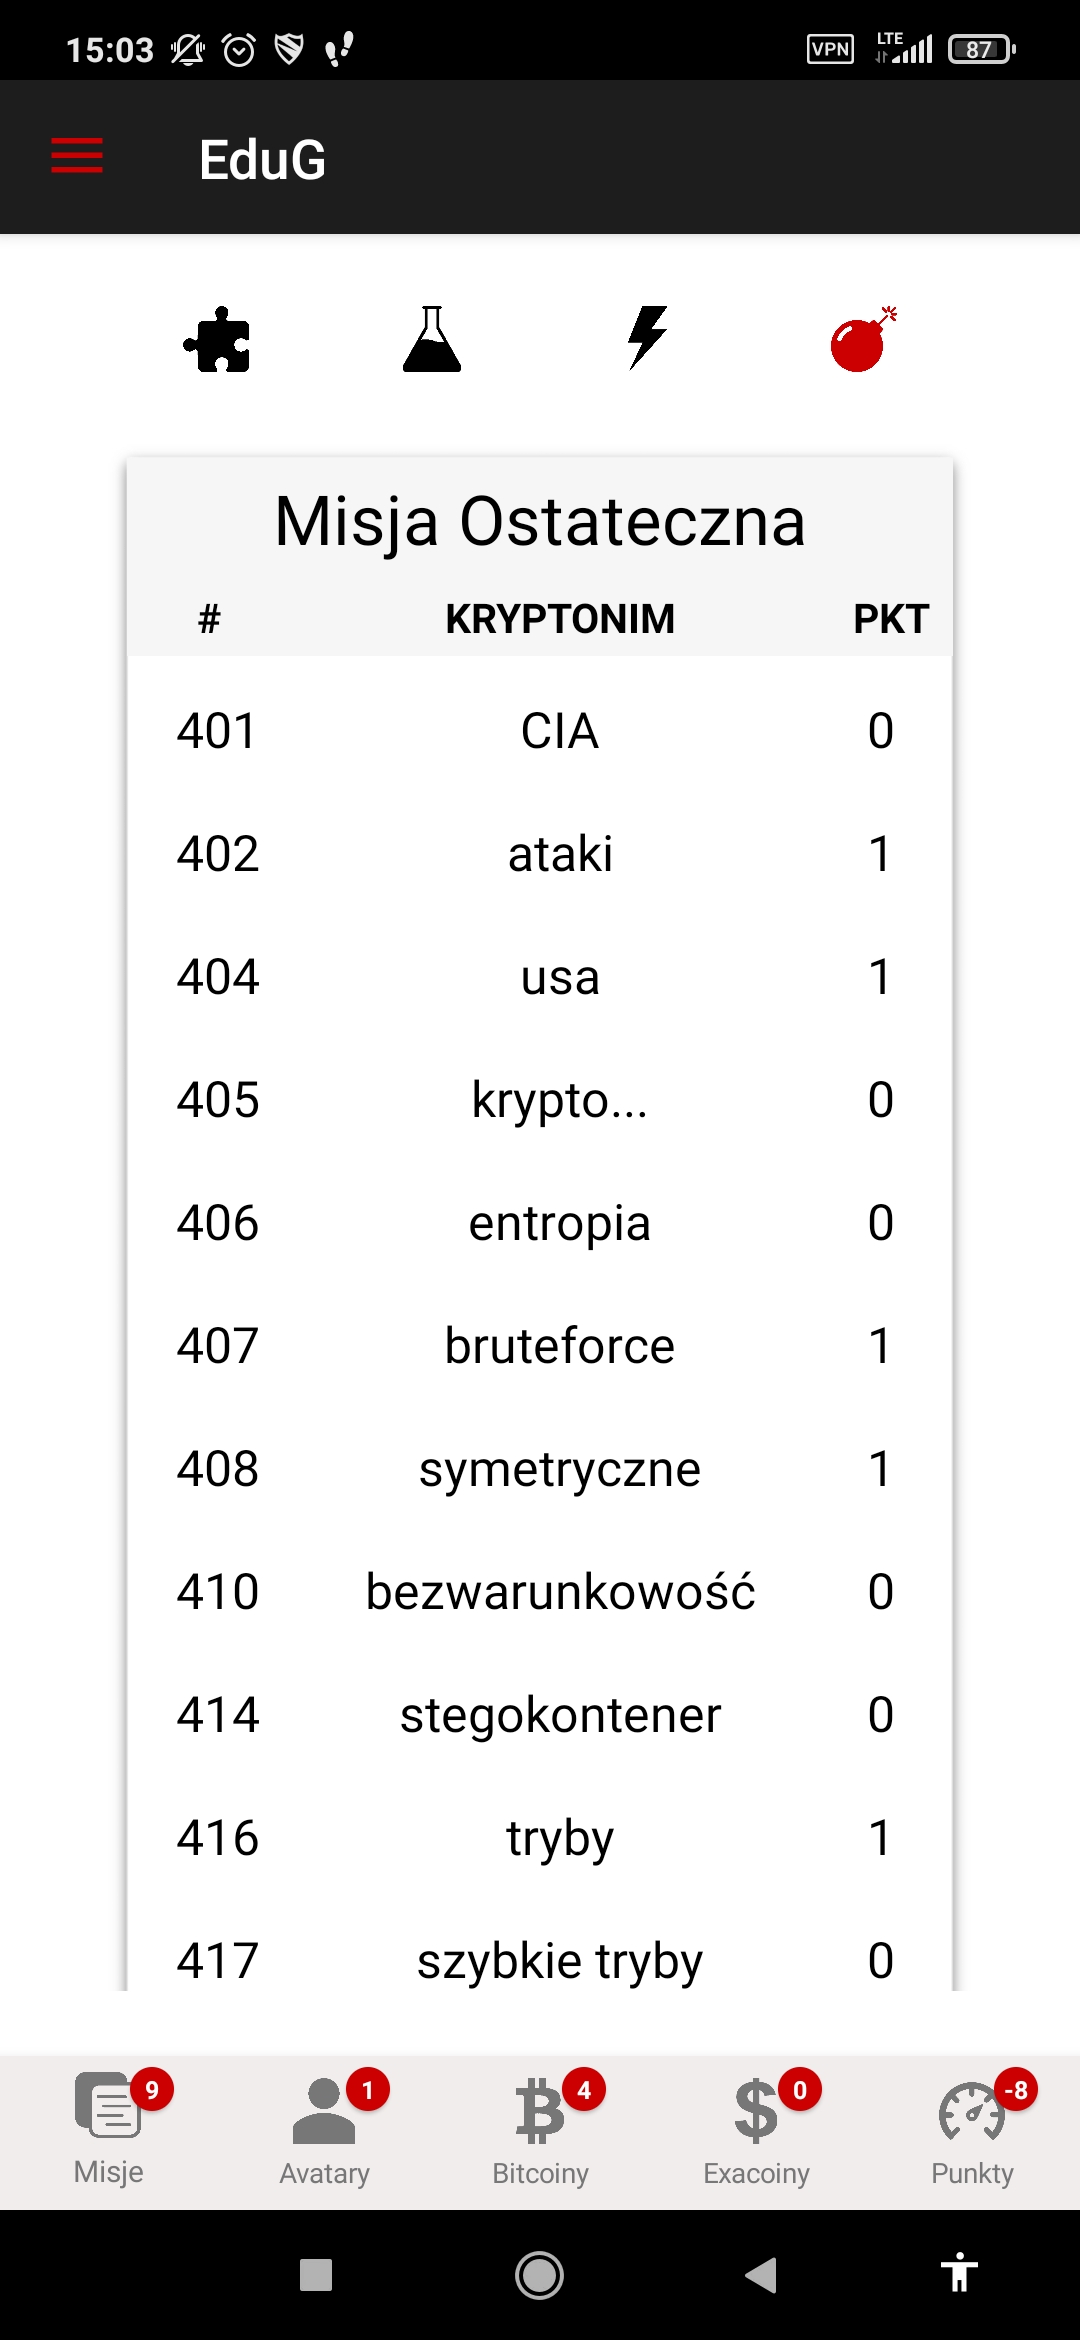 15:03 VPN LTE 87
EduG
Misja Ostateczna
# KRYPTONIM PKT
401 CIA 0
402 ataki 1
404 usa 1
405 krypto... 0
406 entropia 0
407 bruteforce 1
408 symetryczne 1
410 bezwarunkowość 0
414 stegokontener 0
416 tryby 1
417 szybkie tryby 0
9 1 4 0 -8
Misje Avatary Bitcoiny Exacoiny Punkty